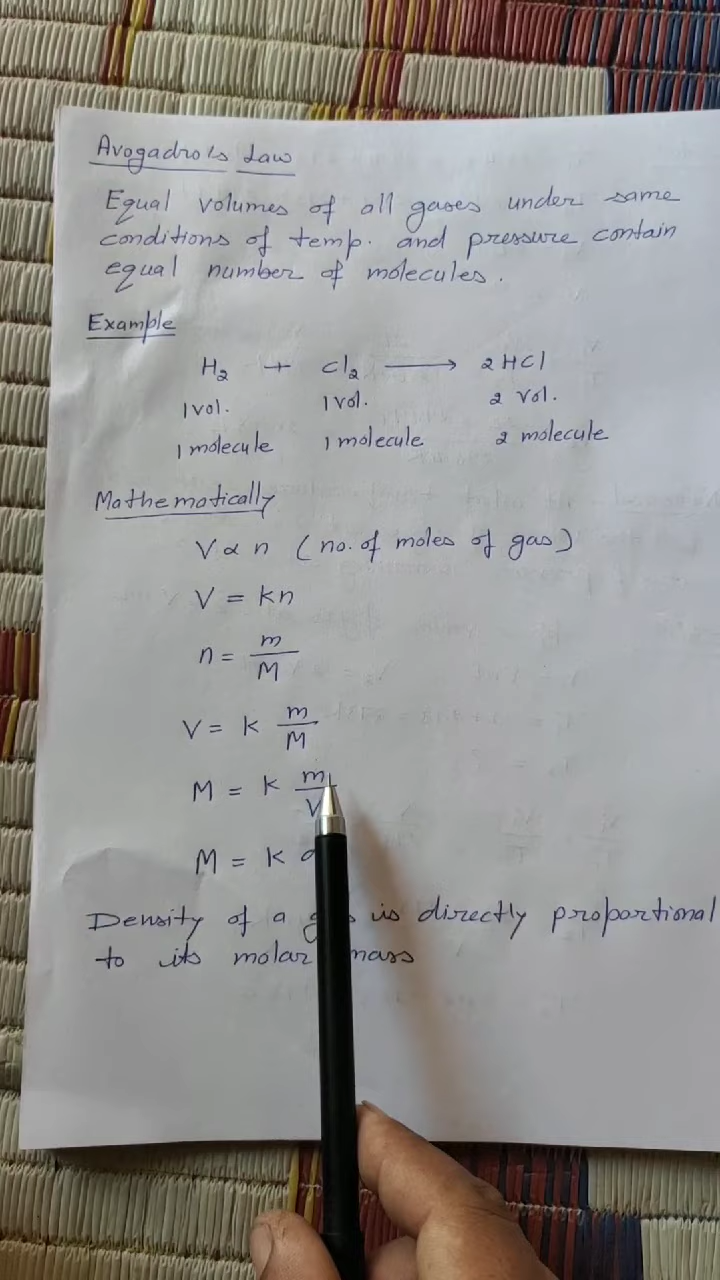 Avogadro's Law
Equal volumes of all gases under same
conditions of temp. and pressure contain
equal number of molecules.
Example
H₂ + Cl₂ ⟶ 2HCl
1 vol. 1 vol. 2 vol.
1 molecule 1 molecule 2 molecule
Mathematically
V ∝ n (no. of moles of gas)
V = kn
n = m/M
V = K m/M
M = K m/V
M = K
Density of a is directly proportional
to its molar mass